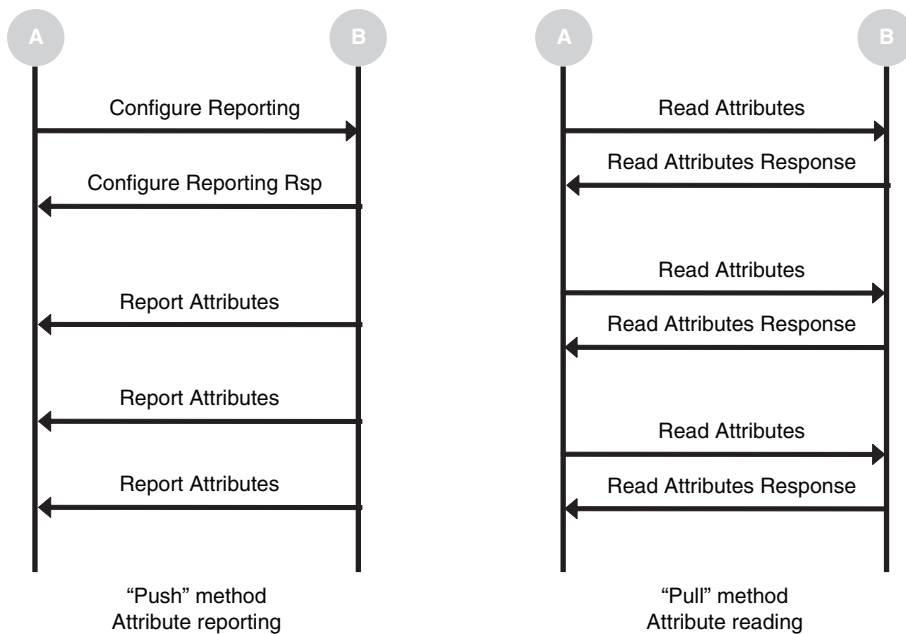 A
B
Configure Reporting
Configure Reporting Rsp
Report Attributes
Report Attributes
Report Attributes
“Push” method
Attribute reporting
A
B
Read Attributes
Read Attributes Response
Read Attributes
Read Attributes Response
Read Attributes
Read Attributes Response
“Pull” method
Attribute reading